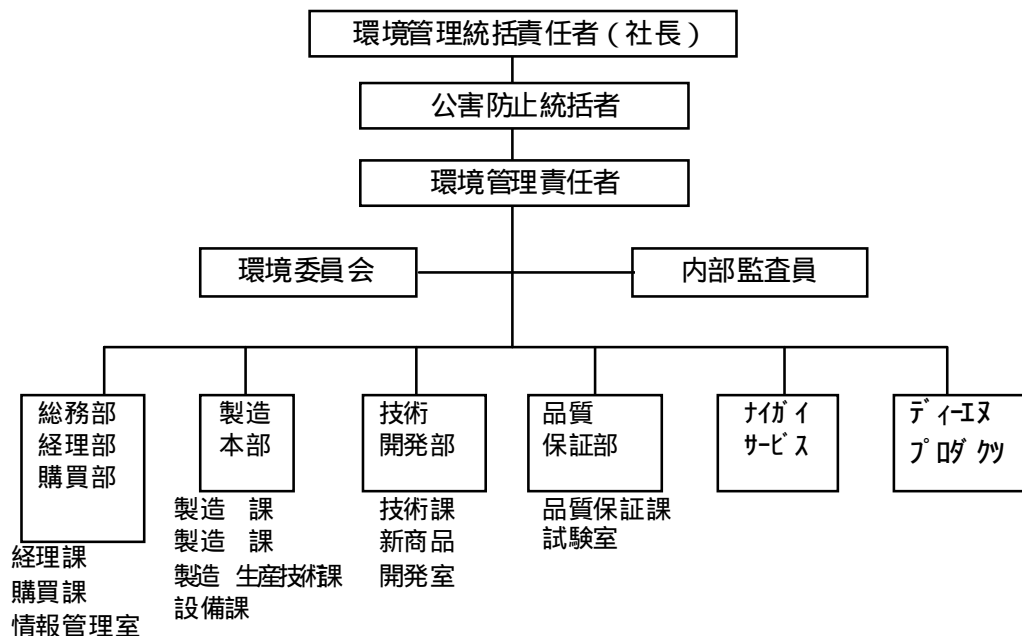 環境管理統括責任者（社長）
公害防止統括者
環境管理責任者
環境委員会
内部監査員
総務部
経理部
購買部
経理課
購買課
情報管理室
製造
本部
製造　課
製造　課
製造　生産技術課
設備課
技術
開発部
技術課
新商品
開発室
品質
保証部
品質保証課
試験室
ﾅｲｶﾞｲ
ｻｰﾋﾞｽ
ﾃﾞｨｰｴﾇ
ﾌﾟﾛﾀﾞｸﾂ